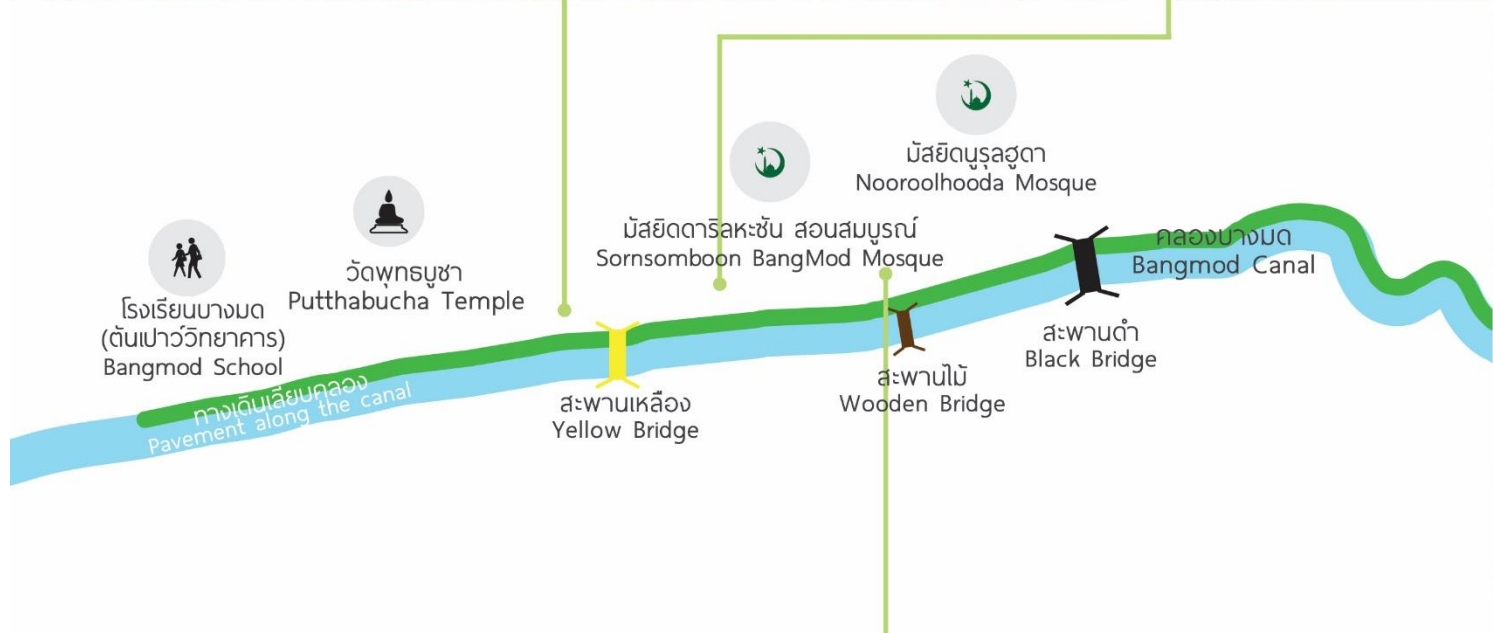 มัสยิดนูรุลฮูดา
Nooroolhooda Mosque
มัสยิดดาริลหะซัน สอนสมบูรณ์
Sornsomboon BangMod Mosque
คลองบางมด
Bangmod Canal
วัดพุทธบูชา
Putthabucha Temple
โรงเรียนบางมด
(ตันเปาว์วิทยาคาร)
Bangmod School
สะพานดำ
Black Bridge
สะพานไม้
Wooden Bridge
สะพานเหลือง
Yellow Bridge
ทางเดินเลียบคลอง
Pavement along the canal